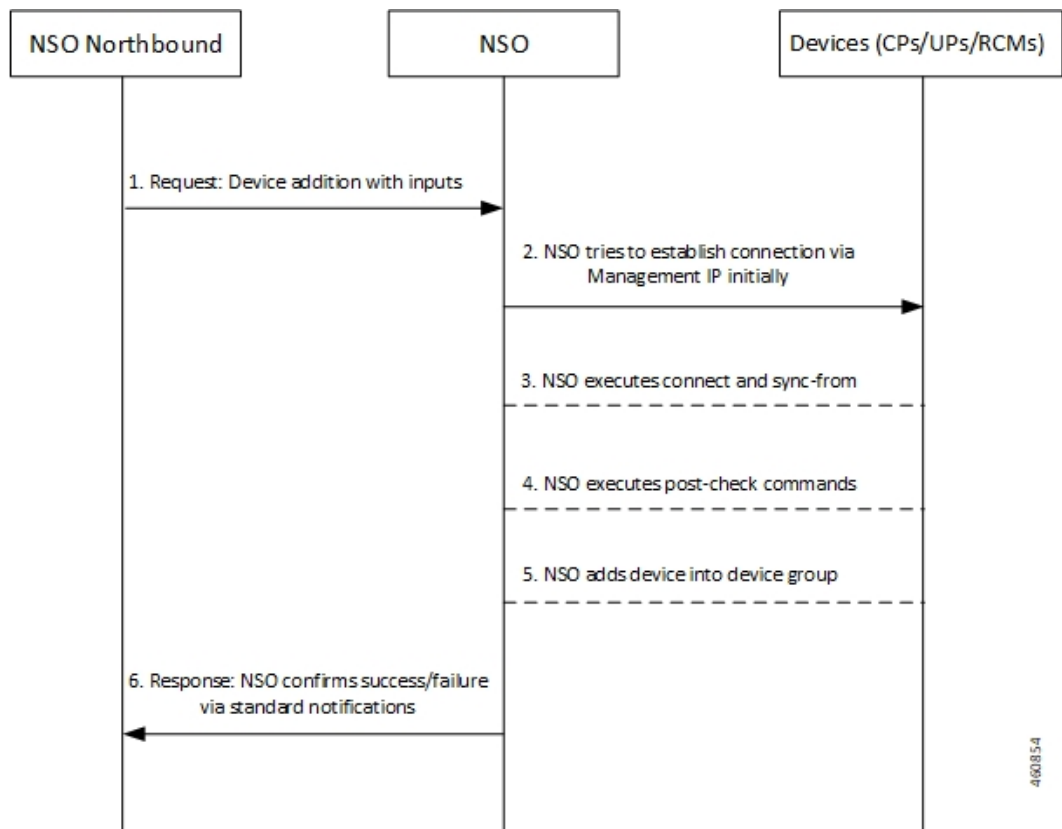 NSO Northbound
NSO
Devices (CPs/UPs/RCMs)
1. Request: Device addition with inputs
2. NSO tries to establish connection via
Management IP initially
3. NSO executes connect and sync-from
4. NSO executes post-check commands
5. NSO adds device into device group
6. Response: NSO confirms success/failure
via standard notifications
460854